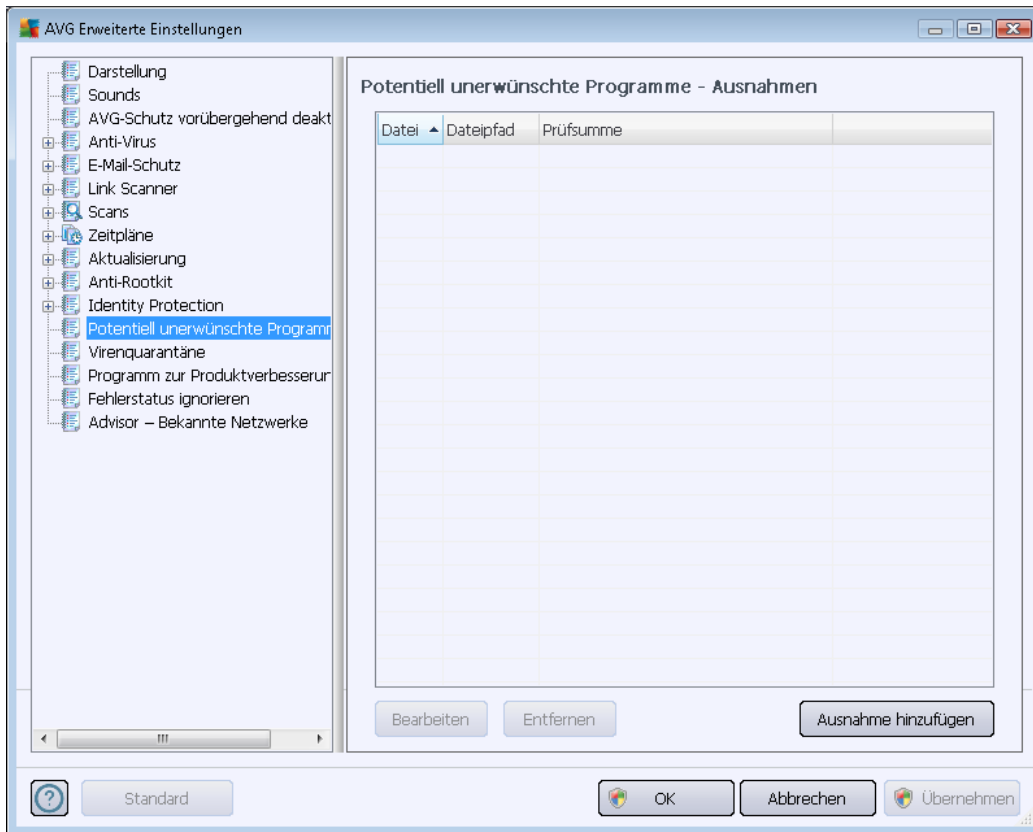 AVG Erweiterte Einstellungen
Darstellung
Sounds
AVG-Schutz vorübergehend deakt
Anti-Virus
E-Mail-Schutz
Link Scanner
Scans
Zeitpläne
Aktualisierung
Anti-Rootkit
Identity Protection
Potentiell unerwünschte Programm
Virenquarantäne
Programm zur Produktverbesserur
Fehlerstatus ignorieren
Advisor – Bekannte Netzwerke
Potentiell unerwünschte Programme - Ausnahmen
Datei Dateipfad Prüfsumme
Bearbeiten Entfernen Ausnahme hinzufügen
Standard OK Abbrechen Übernehmen